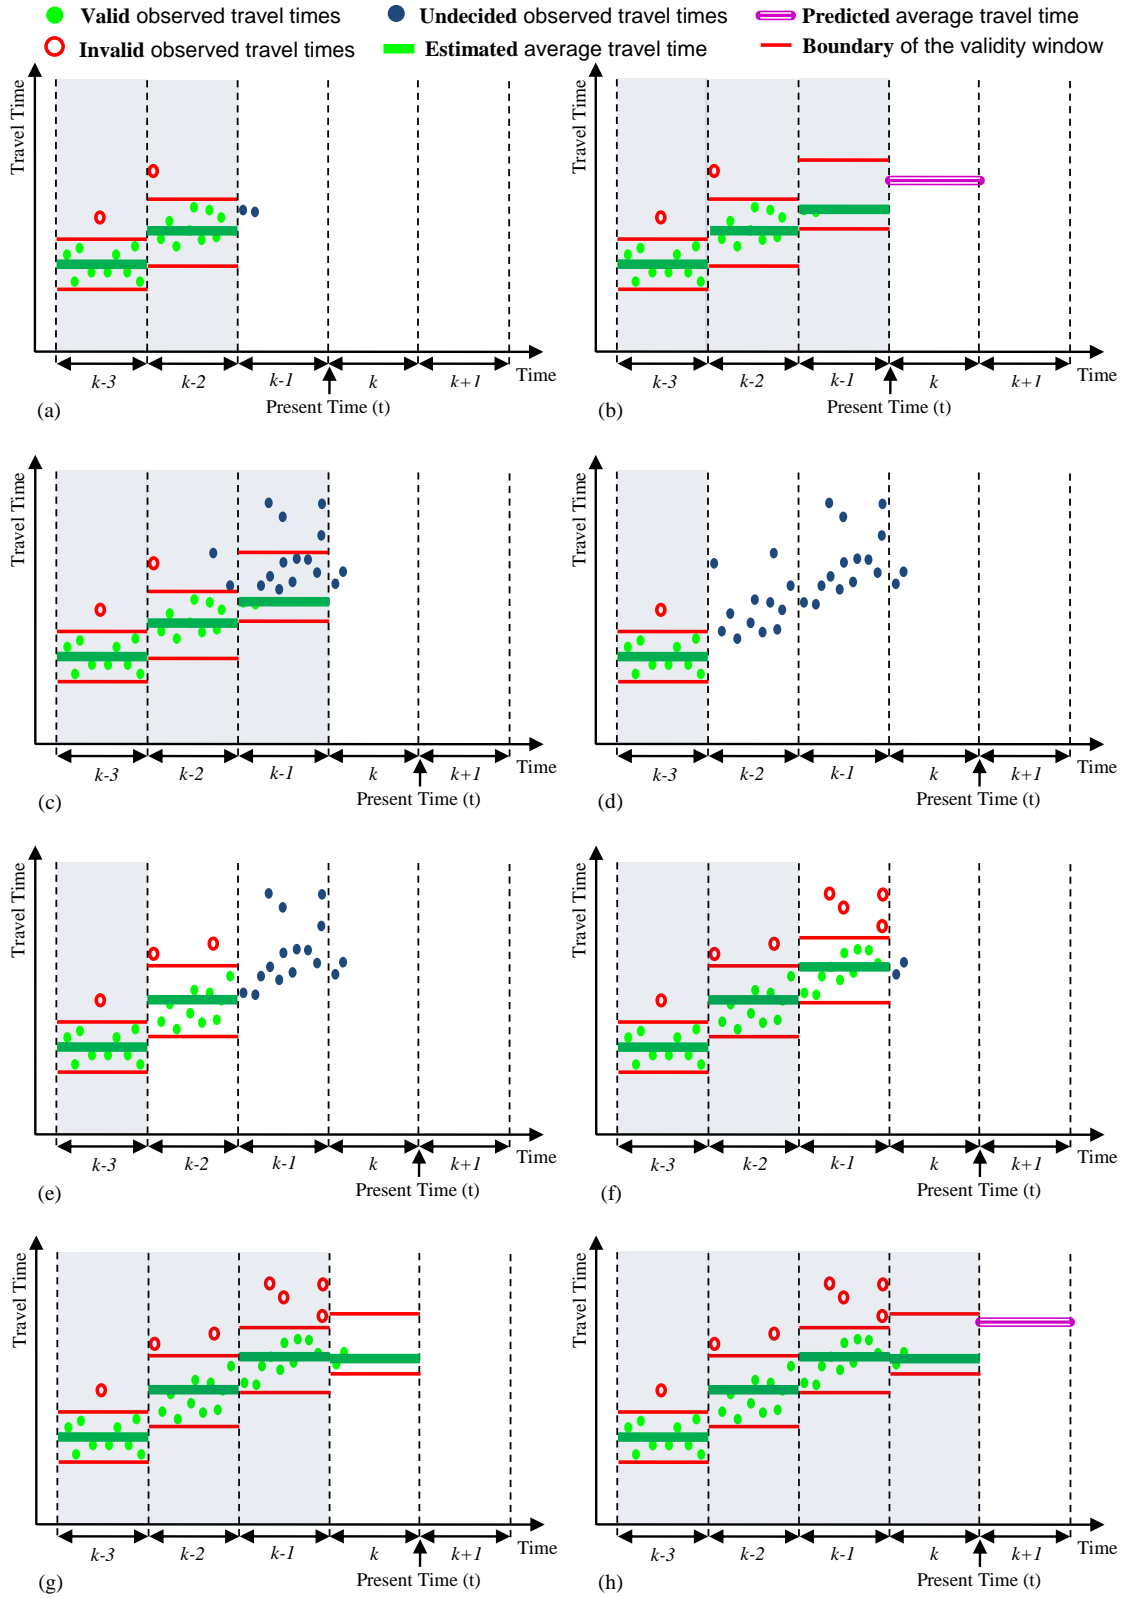 Valid observed travel times
Undecided observed travel times
Predicted average travel time
Invalid observed travel times
Estimated average travel time
Boundary of the validity window
Travel Time
k-3
k-2
k-1
k
k+1
Time
Present Time (t)
(a)
Travel Time
k-3
k-2
k-1
k
k+1
Time
Present Time (t)
(b)
Travel Time
k-3
k-2
k-1
k
k+1
Time
Present Time (t)
(c)
Travel Time
k-3
k-2
k-1
k
k+1
Time
Present Time (t)
(d)
Travel Time
k-3
k-2
k-1
k
k+1
Time
Present Time (t)
(e)
Travel Time
k-3
k-2
k-1
k
k+1
Time
Present Time (t)
(f)
Travel Time
k-3
k-2
k-1
k
k+1
Time
Present Time (t)
(g)
Travel Time
k-3
k-2
k-1
k
k+1
Time
Present Time (t)
(h)